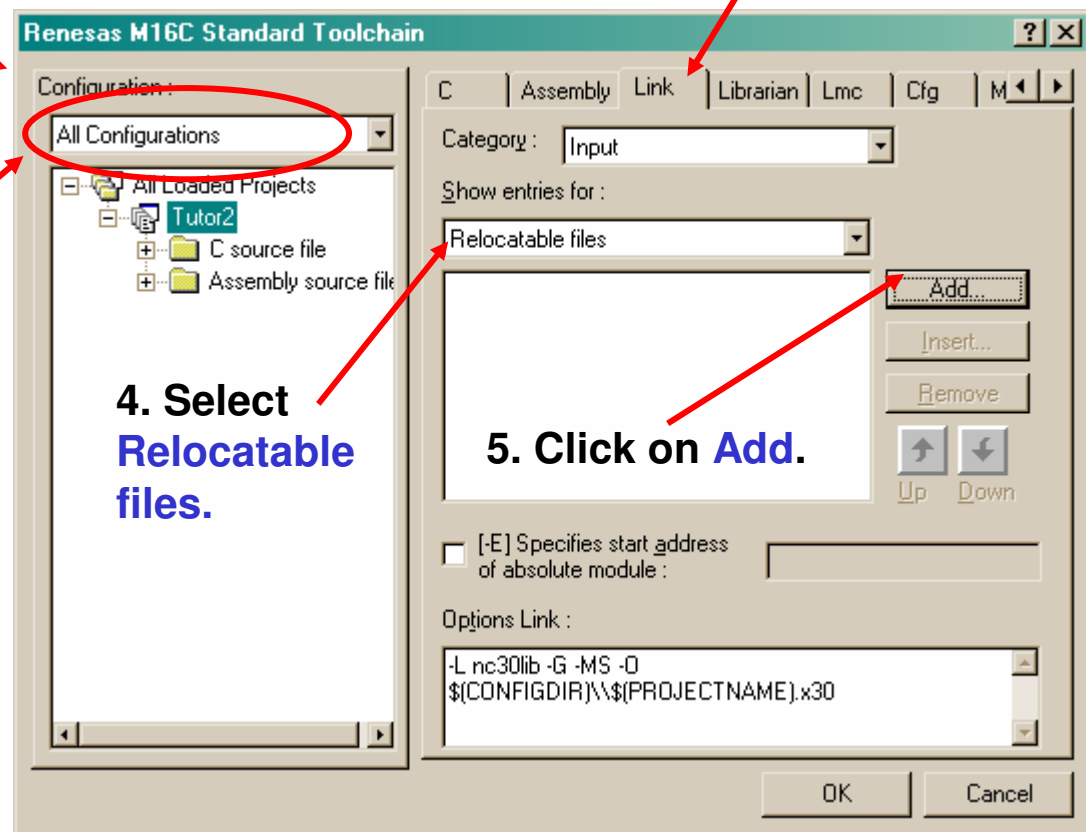 Renesas M16C Standard Toolchain
Configuration :
All Configurations
All Loaded Projects
Tutor2
C source file
Assembly source file
4. Select
Relocatable
files.
C Assembly Link Librarian Lmc Cfg M
Category : Input
Show entries for :
Relocatable files
Add...
Insert...
Remove
Up Down
5. Click on Add.
[-E] Specifies start address
of absolute module :
Options Link :
-L nc30lib -G -MS -O
$(CONFIGDIR)\\$(PROJECTNAME).x30
OK Cancel